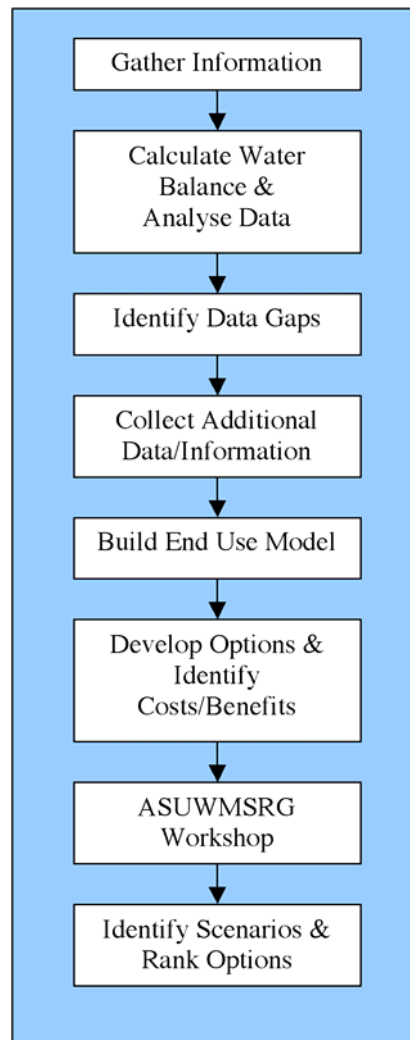 Gather Information
Calculate Water
Balance &
Analyse Data
Identify Data Gaps
Collect Additional
Data/Information
Build End Use Model
Develop Options &
Identify
Costs/Benefits
ASUWMSRG
Workshop
Identify Scenarios &
Rank Options